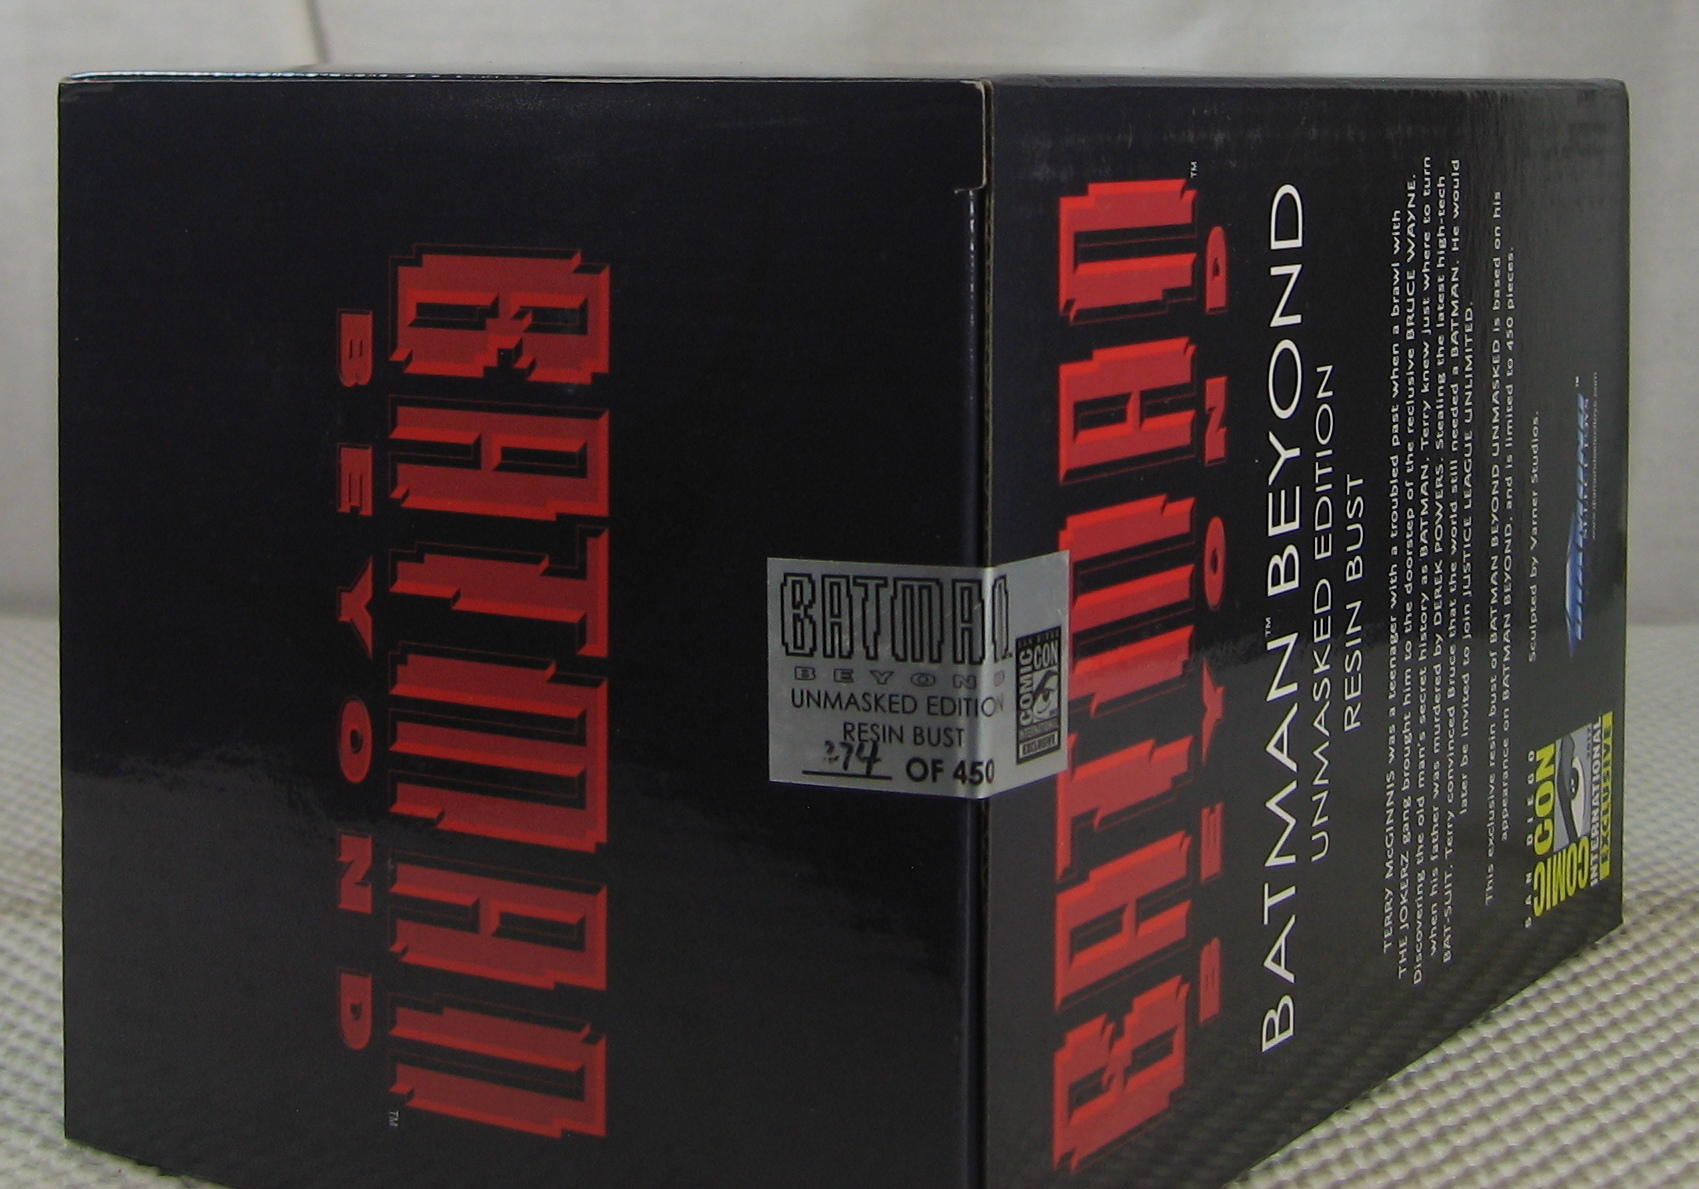 BATMAN
BEYOND
™
BATMAN
BEYOND
UNMASKED EDITION
RESIN BUST
274 OF 450
SAN DIEGO
COMIC
CON
INTERNATIONAL
EXCLUSIVE
BATMAN
™
BEYOND
BATMAN™ BEYOND
UNMASKED EDITION
RESIN BUST
TERRY McGINNIS was a teenager with a troubled past when a brawl with
THE JOKERZ gang brought him to the doorstep of the reclusive BRUCE WAYNE.
Discovering the old man's secret history as BATMAN, Terry knew just where to turn
when his father was murdered by DEREK POWERS. Stealing the latest high-tech
BAT-SUIT, Terry convinced Bruce that the world still needed a BATMAN. He would
later be invited to join JUSTICE LEAGUE UNLIMITED.
This exclusive resin bust of BATMAN BEYOND UNMASKED is based on his
appearance on BATMAN BEYOND, and is limited to 450 pieces.
Sculpted by Varner Studios.
SAN DIEGO
COMIC CON
INTERNATIONAL
EXCLUSIVE
DIAMOND™
SELECT